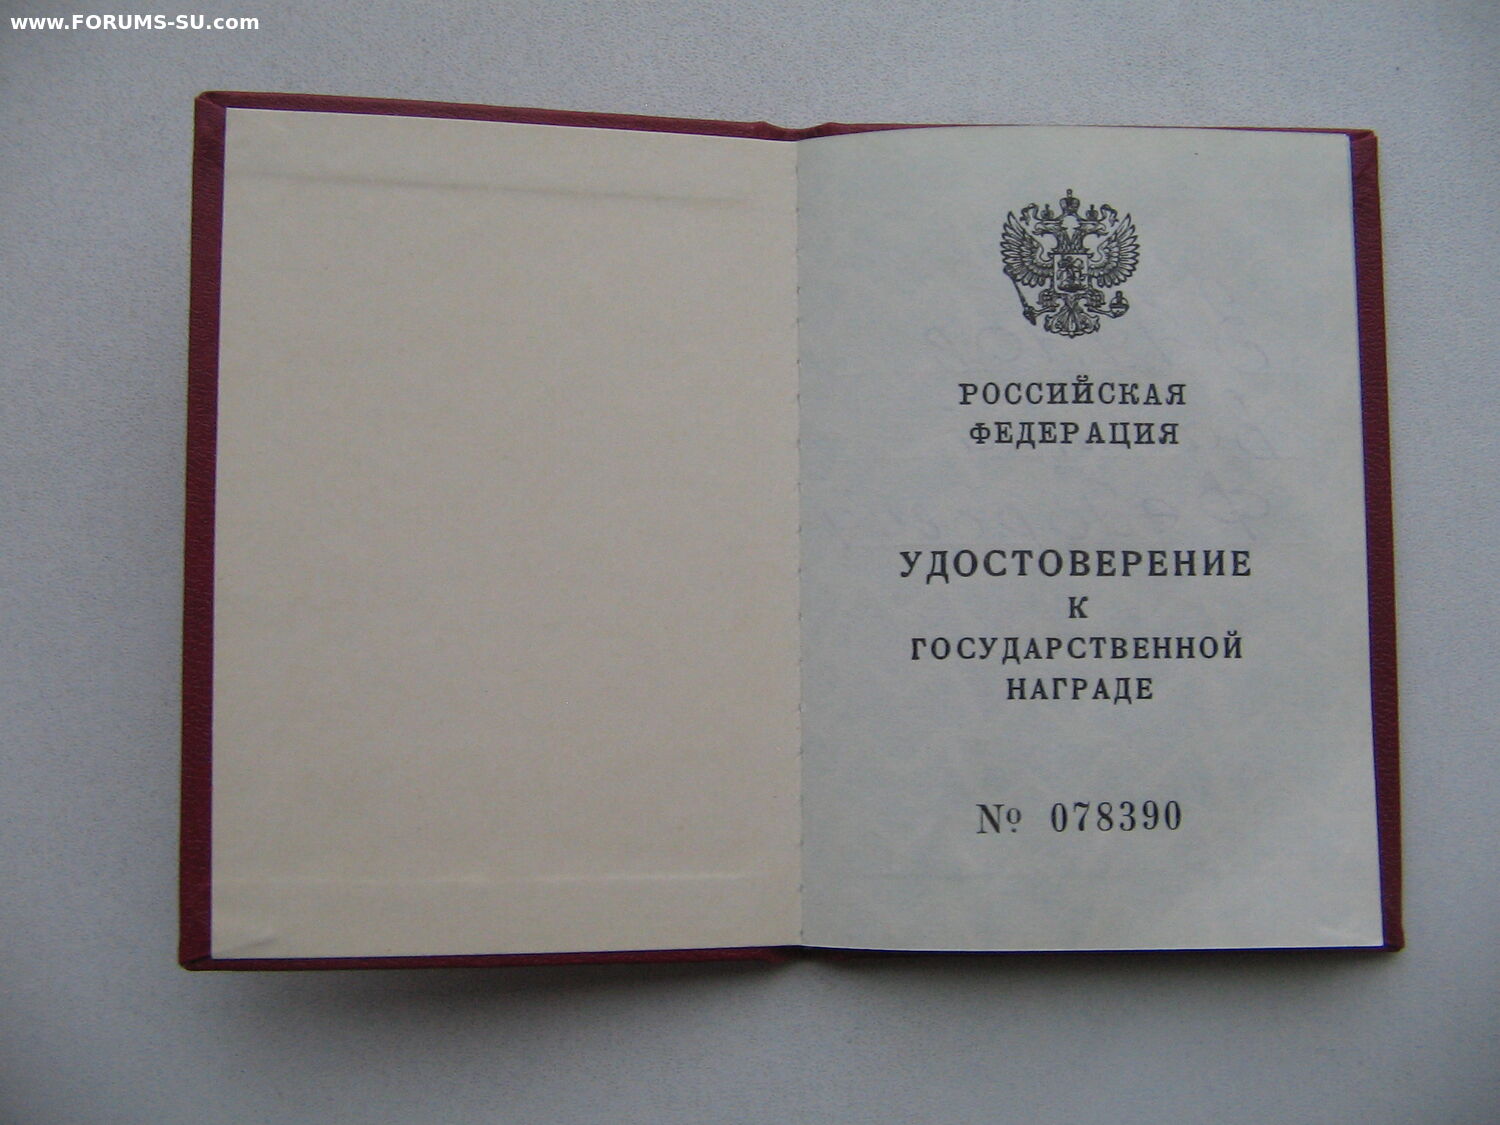 www.FORUMS-SU.com
РОССИЙСКАЯ
ФЕДЕРАЦИЯ
УДОСТОВЕРЕНИЕ
К
ГОСУДАРСТВЕННОЙ
НАГРАДЕ
№ 078390